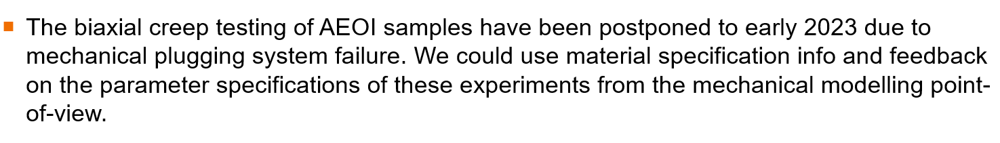 The biaxial creep testing of AEOI samples have been postponed to early 2023 due to
mechanical plugging system failure. We could use material specification info and feedback
on the parameter specifications of these experiments from the mechanical modelling point-
of-view.